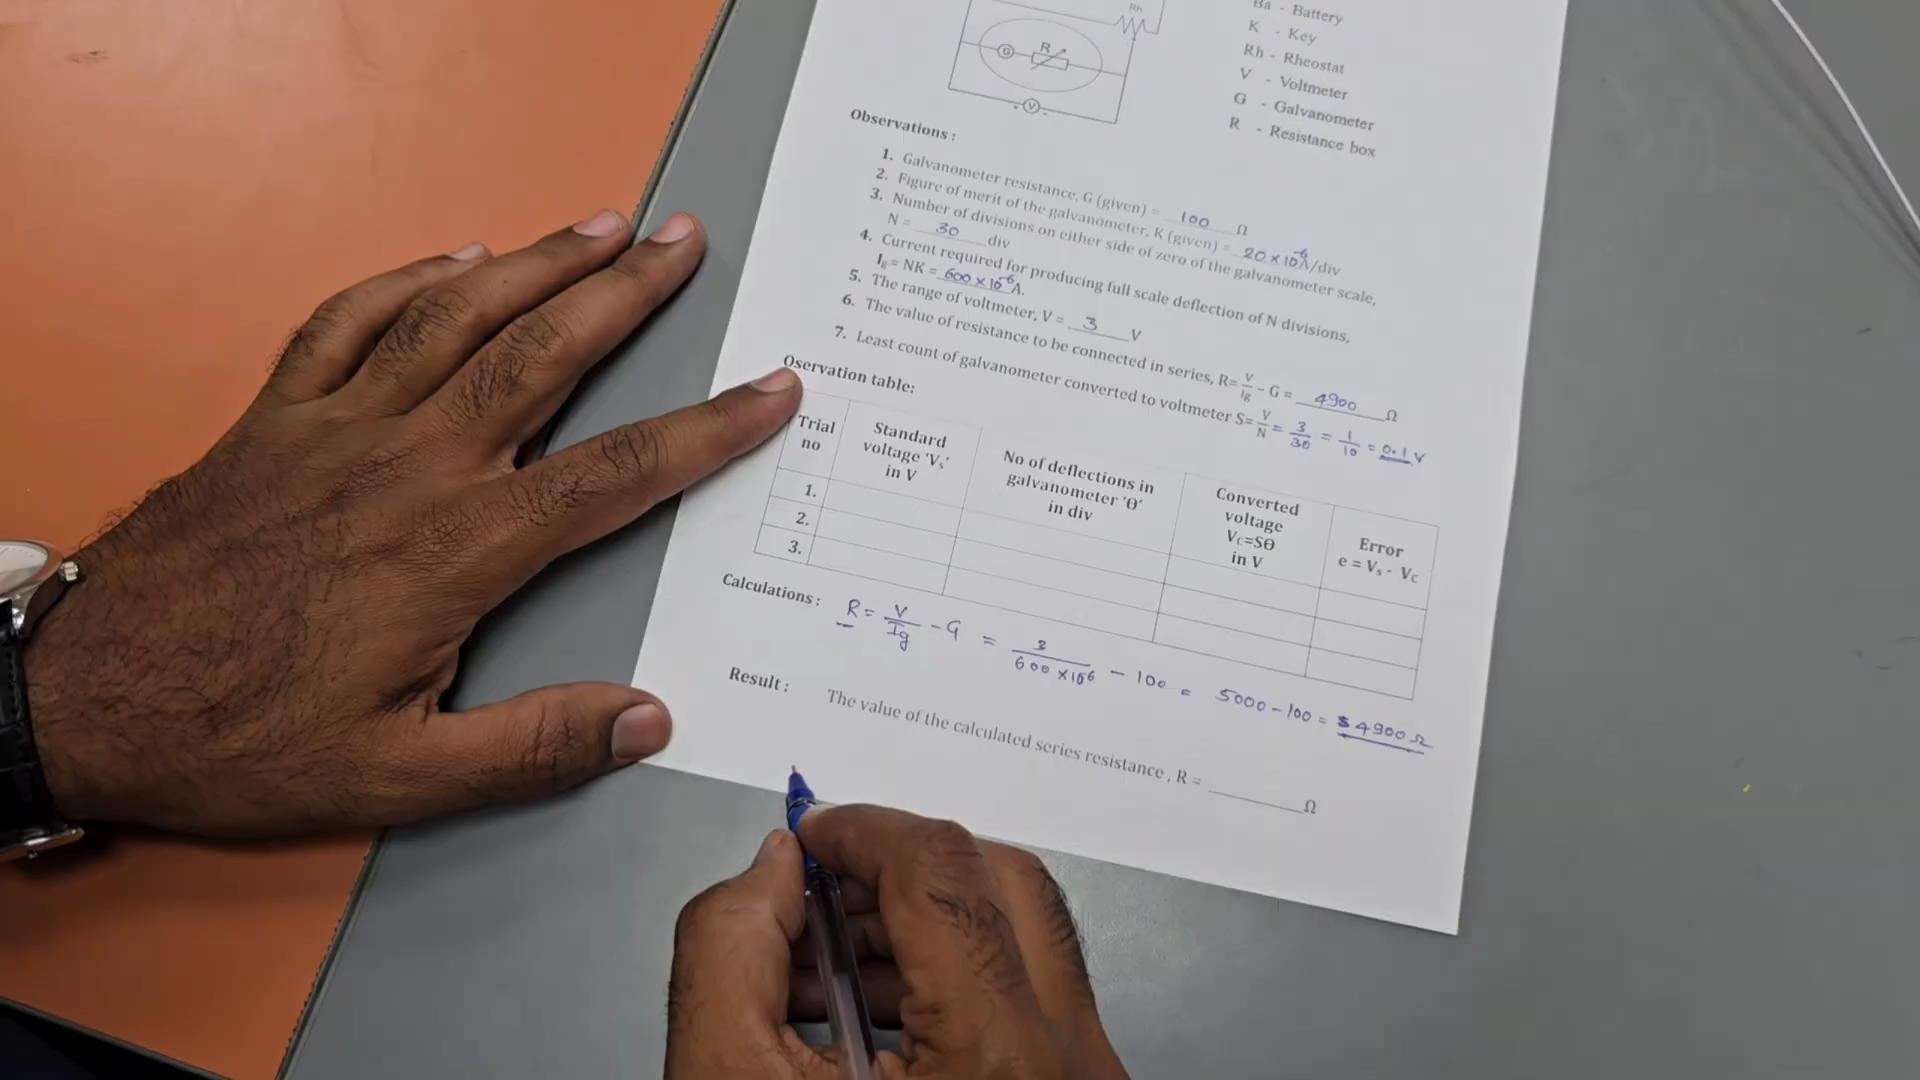 Rh
Ba - Battery
K - Key
Rh - Rheostat
V - Voltmeter
G - Galvanometer
R - Resistance box
G R
+ V -
Observations :
1. Galvanometer resistance, G (given) = 100 Ω
2. Figure of merit of the galvanometer, K (given) = 20 × 10⁻⁶ A/div
3. Number of divisions on either side of zero of the galvanometer scale,
N = 30 div
4. Current required for producing full scale deflection of N divisions,
Ig = NK = 600 × 10⁻⁶ A.
5. The range of voltmeter, V = 3 V
6. The value of resistance to be connected in series, R= V/Ig – G = 4900 Ω
7. Least count of galvanometer converted to voltmeter S= V/N = 3/30 = 1/10 = 0.1 V
Oservation table:
Trial no
Standard voltage 'Vs' in V
No of deflections in galvanometer 'Θ' in div
Converted voltage VC=SΘ in V
Error e = Vs - VC
1.
2.
3.
Calculations : R = V/Ig - G = 3/600 × 10⁻⁶ - 100 = 5000 - 100 = 4900 Ω
Result : The value of the calculated series resistance , R = ______ Ω